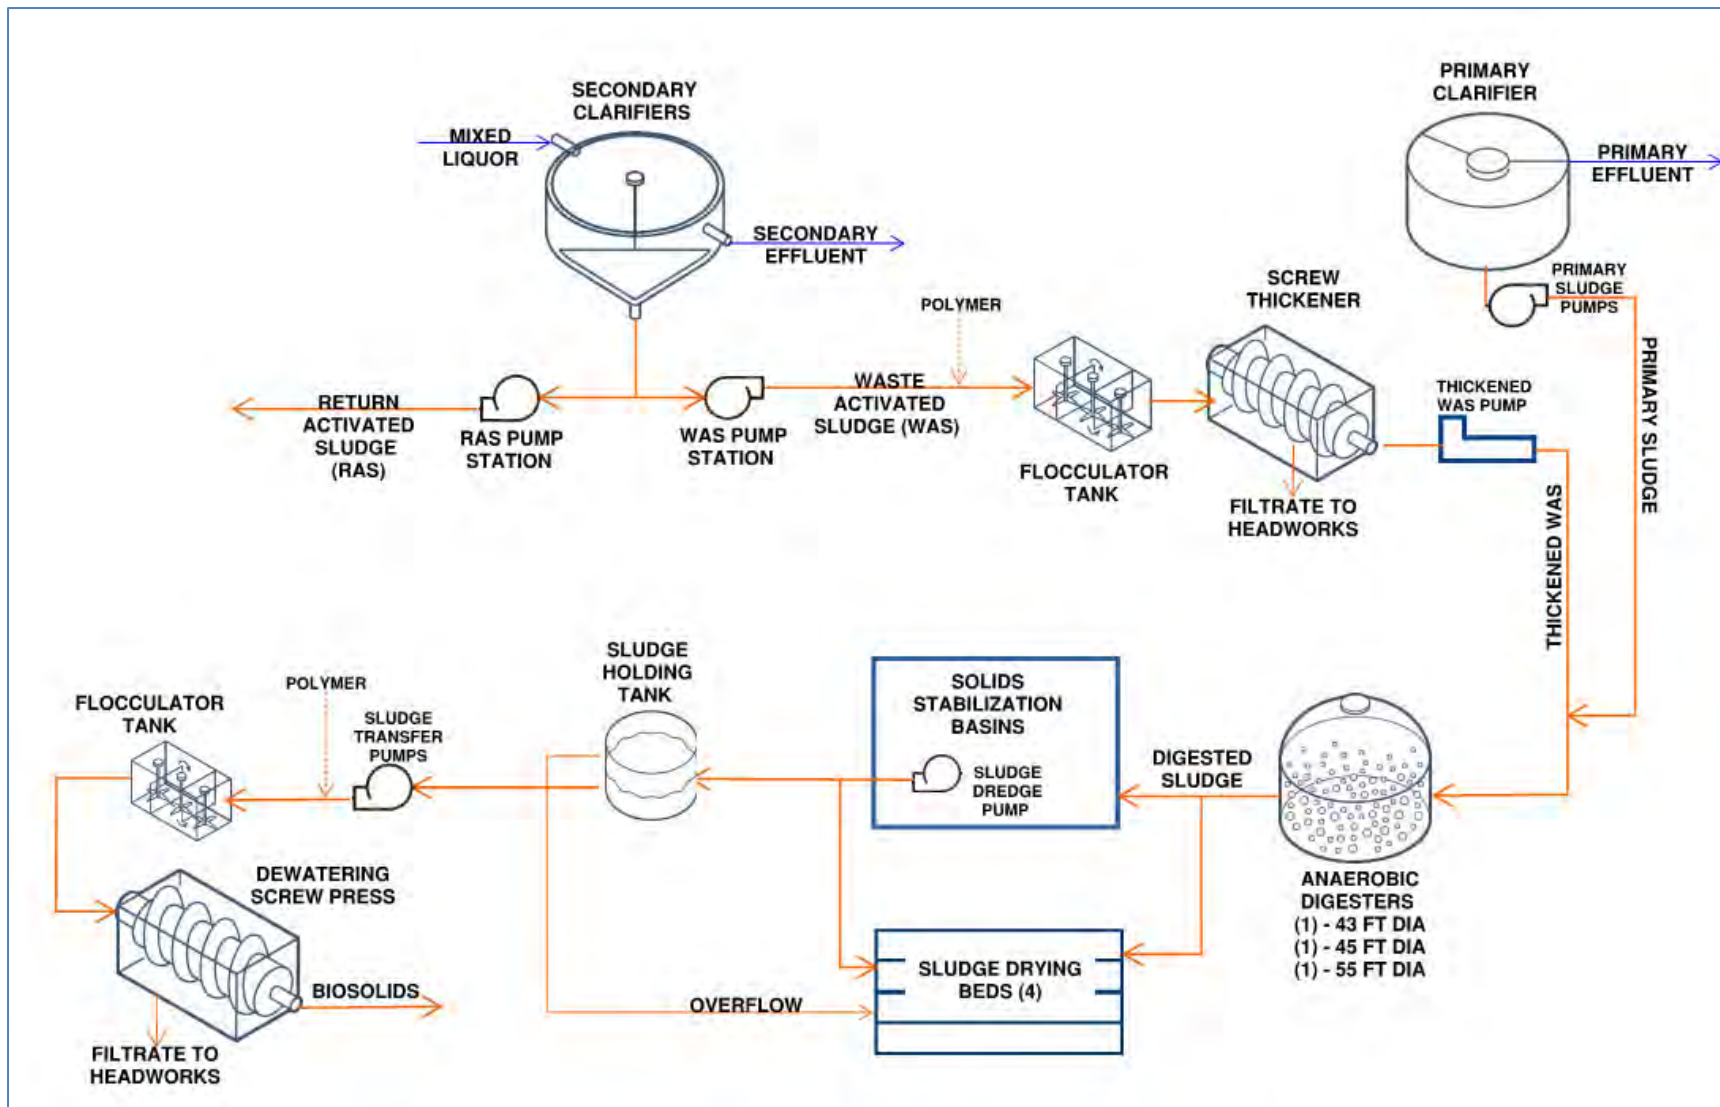 SECONDARY
CLARIFIERS
MIXED
LIQUOR
SECONDARY
EFFLUENT
PRIMARY
CLARIFIER
PRIMARY
EFFLUENT
PRIMARY
SLUDGE
PUMPS
SCREW
THICKENER
POLYMER
RETURN
ACTIVATED
SLUDGE
(RAS)
RAS PUMP
STATION
WAS PUMP
STATION
WASTE
ACTIVATED
SLUDGE (WAS)
FLOCCULATOR
TANK
FILTRATE TO
HEADWORKS
THICKENED
WAS PUMP
PRIMARY SLUDGE
THICKENED WAS
FLOCCULATOR
TANK
POLYMER
SLUDGE
TRANSFER
PUMPS
SLUDGE
HOLDING
TANK
SOLIDS
STABILIZATION
BASINS
SLUDGE
DREDGE
PUMP
DIGESTED
SLUDGE
ANAEROBIC
DIGESTERS
(1) - 43 FT DIA
(1) - 45 FT DIA
(1) - 55 FT DIA
DEWATERING
SCREW PRESS
BIOSOLIDS
FILTRATE TO
HEADWORKS
OVERFLOW
SLUDGE DRYING
BEDS (4)